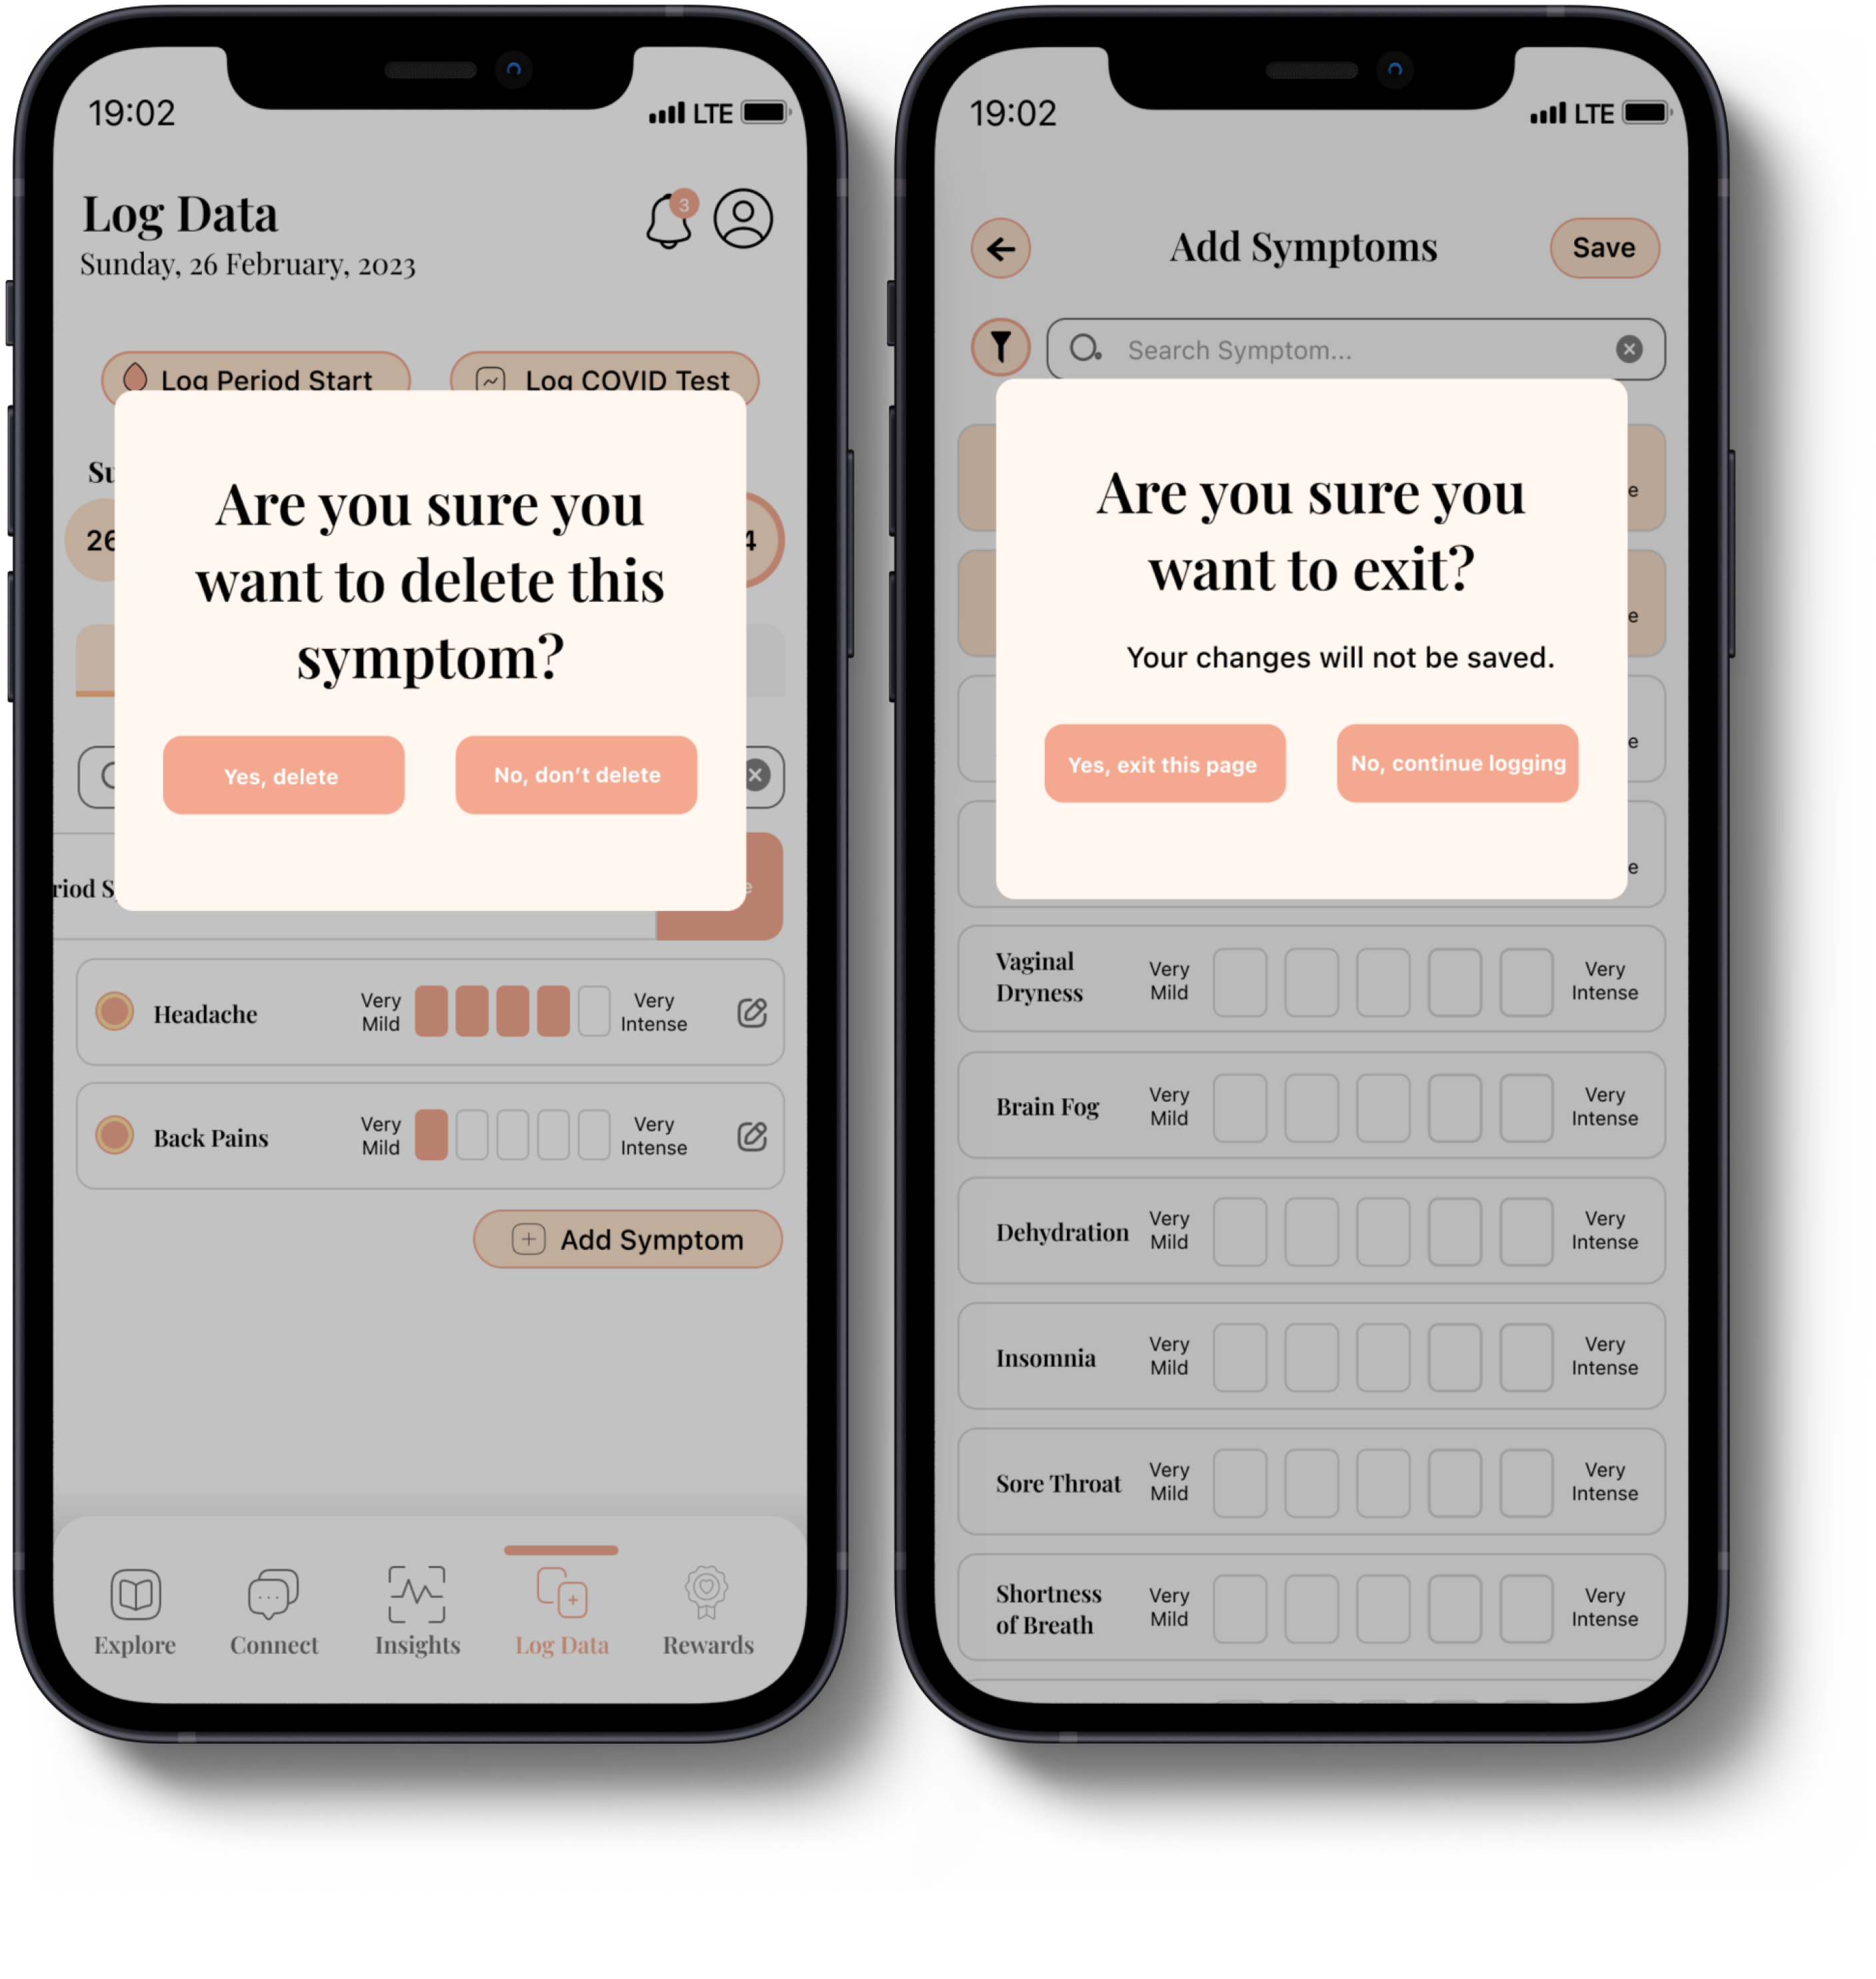 19:02
LTE
Log Data
Sunday, 26 February, 2023
3
Log Period Start
Log COVID Test
26
4
Are you sure you
want to delete this
symptom?
Yes, delete
No, don't delete
Headache
Very
Mild
Very
Intense
Back Pains
Very
Mild
Very
Intense
Add Symptom
Explore
Connect
Insights
Log Data
Rewards
19:02
LTE
Add Symptoms
Save
Search Symptom...
Are you sure you
want to exit?
Your changes will not be saved.
Yes, exit this page
No, continue logging
Vaginal
Dryness
Very
Mild
Very
Intense
Brain Fog
Very
Mild
Very
Intense
Dehydration
Very
Mild
Very
Intense
Insomnia
Very
Mild
Very
Intense
Sore Throat
Very
Mild
Very
Intense
Shortness
of Breath
Very
Mild
Very
Intense